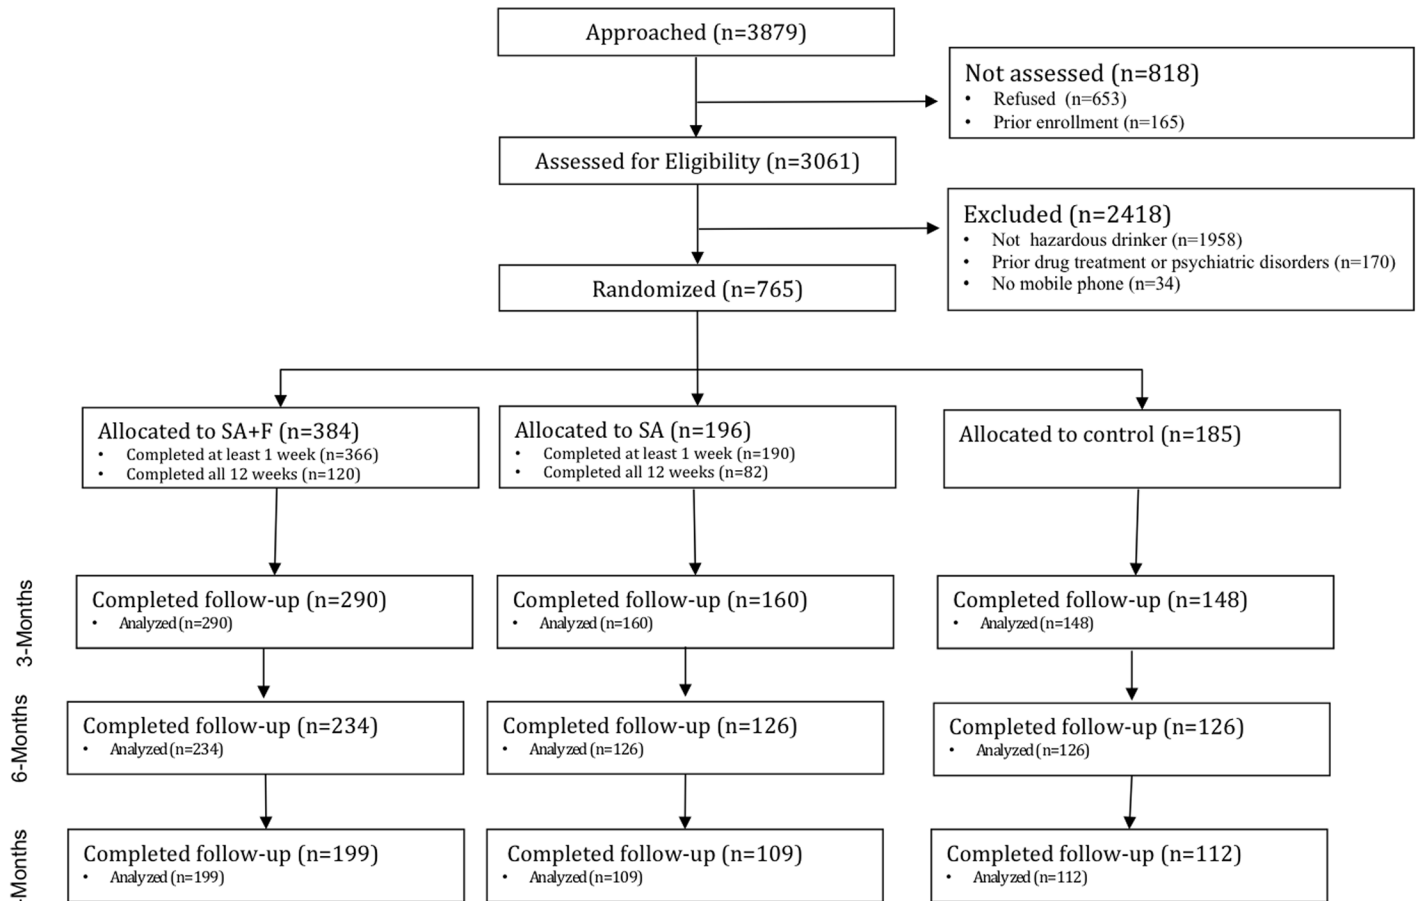 Approached (n=3879)
Not assessed (n=818)
• Refused (n=653)
• Prior enrollment (n=165)
Assessed for Eligibility (n=3061)
Excluded (n=2418)
• Not hazardous drinker (n=1958)
• Prior drug treatment or psychiatric disorders (n=170)
• No mobile phone (n=34)
Randomized (n=765)
Allocated to SA+F (n=384)
• Completed at least 1 week (n=366)
• Completed all 12 weeks (n=120)
Allocated to SA (n=196)
• Completed at least 1 week (n=190)
• Completed all 12 weeks (n=82)
Allocated to control (n=185)
3-Months
Completed follow-up (n=290)
• Analyzed (n=290)
Completed follow-up (n=160)
• Analyzed (n=160)
Completed follow-up (n=148)
• Analyzed (n=148)
6-Months
Completed follow-up (n=234)
• Analyzed (n=234)
Completed follow-up (n=126)
• Analyzed (n=126)
Completed follow-up (n=126)
• Analyzed (n=126)
-Months
Completed follow-up (n=199)
• Analyzed (n=199)
Completed follow-up (n=109)
• Analyzed (n=109)
Completed follow-up (n=112)
• Analyzed (n=112)